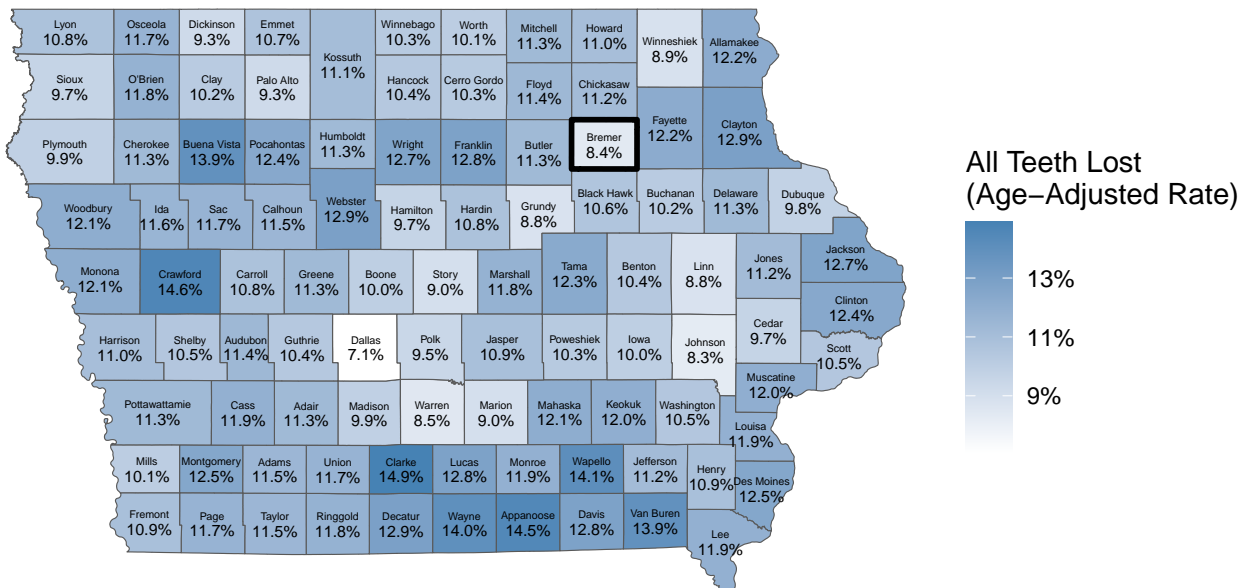 Lyon
10.8%
Osceola
11.7%
Dickinson
9.3%
Emmet
10.7%
Kossuth
11.1%
Winnebago
10.3%
Worth
10.1%
Mitchell
11.3%
Howard
11.0%
Winneshiek
8.9%
Allamakee
12.2%
Sioux
9.7%
O'Brien
11.8%
Clay
10.2%
Palo Alto
9.3%
Hancock
10.4%
Cerro Gordo
10.3%
Floyd
11.4%
Chickasaw
11.2%
Plymouth
9.9%
Cherokee
11.3%
Buena Vista
13.9%
Pocahontas
12.4%
Humboldt
11.3%
Wright
12.7%
Franklin
12.8%
Butler
11.3%
Bremer
8.4%
Fayette
12.2%
Clayton
12.9%
Woodbury
12.1%
Ida
11.6%
Sac
11.7%
Calhoun
11.5%
Webster
12.9%
Hamilton
9.7%
Hardin
10.8%
Grundy
8.8%
Black Hawk
10.6%
Buchanan
10.2%
Delaware
11.3%
Dubuque
9.8%
Monona
12.1%
Crawford
14.6%
Carroll
10.8%
Greene
11.3%
Boone
10.0%
Story
9.0%
Marshall
11.8%
Tama
12.3%
Benton
10.4%
Linn
8.8%
Jones
11.2%
Jackson
12.7%
Clinton
12.4%
Harrison
11.0%
Shelby
10.5%
Audubon
11.4%
Guthrie
10.4%
Dallas
7.1%
Polk
9.5%
Jasper
10.9%
Poweshiek
10.3%
Iowa
10.0%
Johnson
8.3%
Cedar
9.7%
Scott
10.5%
Muscatine
12.0%
Pottawattamie
11.3%
Cass
11.9%
Adair
11.3%
Madison
9.9%
Warren
8.5%
Marion
9.0%
Mahaska
12.1%
Keokuk
12.0%
Washington
10.5%
Louisa
11.9%
Mills
10.1%
Montgomery
12.5%
Adams
11.5%
Union
11.7%
Clarke
14.9%
Lucas
12.8%
Monroe
11.9%
Wapello
14.1%
Jefferson
11.2%
Henry
10.9%
Des Moines
12.5%
Fremont
10.9%
Page
11.7%
Taylor
11.5%
Ringgold
11.8%
Decatur
12.9%
Wayne
14.0%
Appanoose
14.5%
Davis
12.8%
Van Buren
13.9%
Lee
11.9%
All Teeth Lost
(Age−Adjusted Rate)
13%
11%
9%